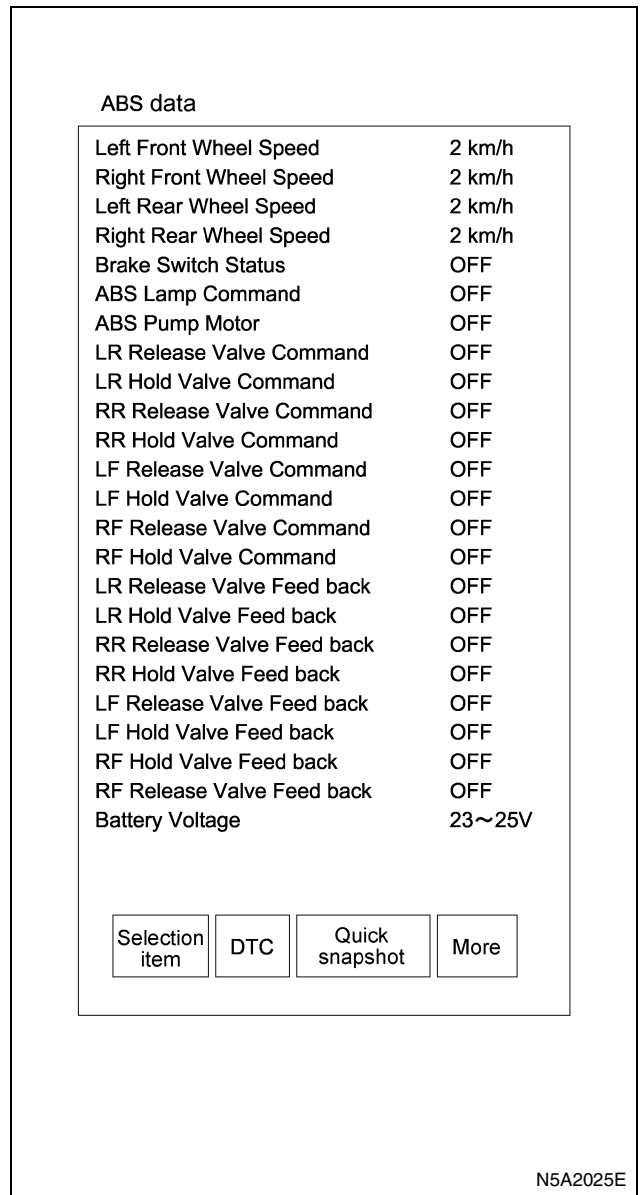 ABS data
Left Front Wheel Speed 2 km/h
Right Front Wheel Speed 2 km/h
Left Rear Wheel Speed 2 km/h
Right Rear Wheel Speed 2 km/h
Brake Switch Status OFF
ABS Lamp Command OFF
ABS Pump Motor OFF
LR Release Valve Command OFF
LR Hold Valve Command OFF
RR Release Valve Command OFF
RR Hold Valve Command OFF
LF Release Valve Command OFF
LF Hold Valve Command OFF
RF Release Valve Command OFF
RF Hold Valve Command OFF
LR Release Valve Feed back OFF
LR Hold Valve Feed back OFF
RR Release Valve Feed back OFF
RR Hold Valve Feed back OFF
LF Release Valve Feed back OFF
LF Hold Valve Feed back OFF
RF Hold Valve Feed back OFF
RF Release Valve Feed back OFF
Battery Voltage 23～25V
Selection item
DTC
Quick snapshot
More
N5A2025E